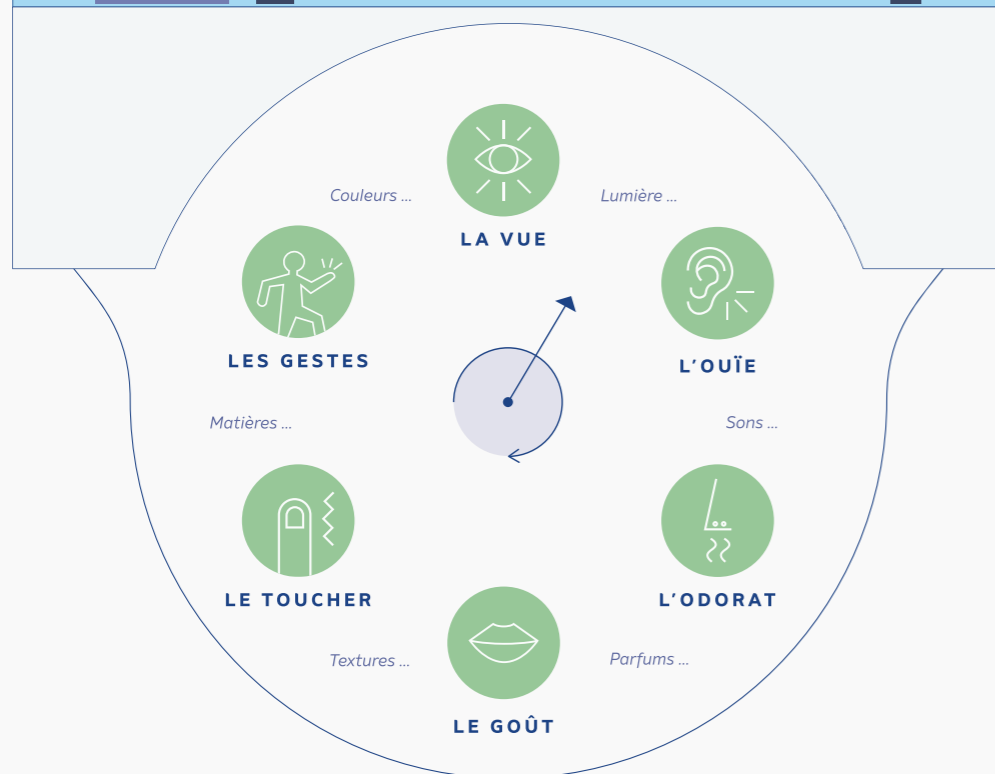 Couleurs ...
Lumière ...
LA VUE
LES GESTES
L'OUÏE
Matières ...
Sons ...
LE TOUCHER
L'ODORAT
Textures ...
Parfums ...
LE GOÛT